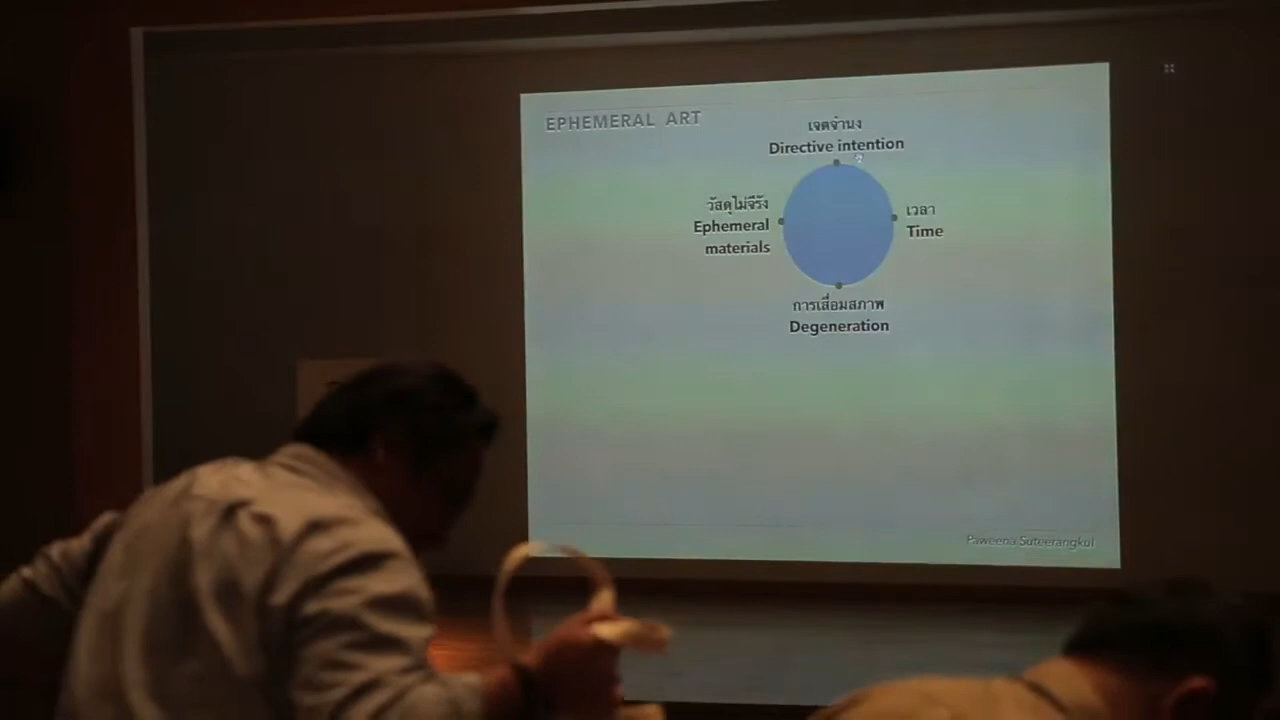 EPHEMERAL ART
เจตจำนง
Directive intention
วัสดุไม่จีรัง
Ephemeral
materials
เวลา
Time
การเสื่อมสภาพ
Degeneration
Paweena Suteerangkul